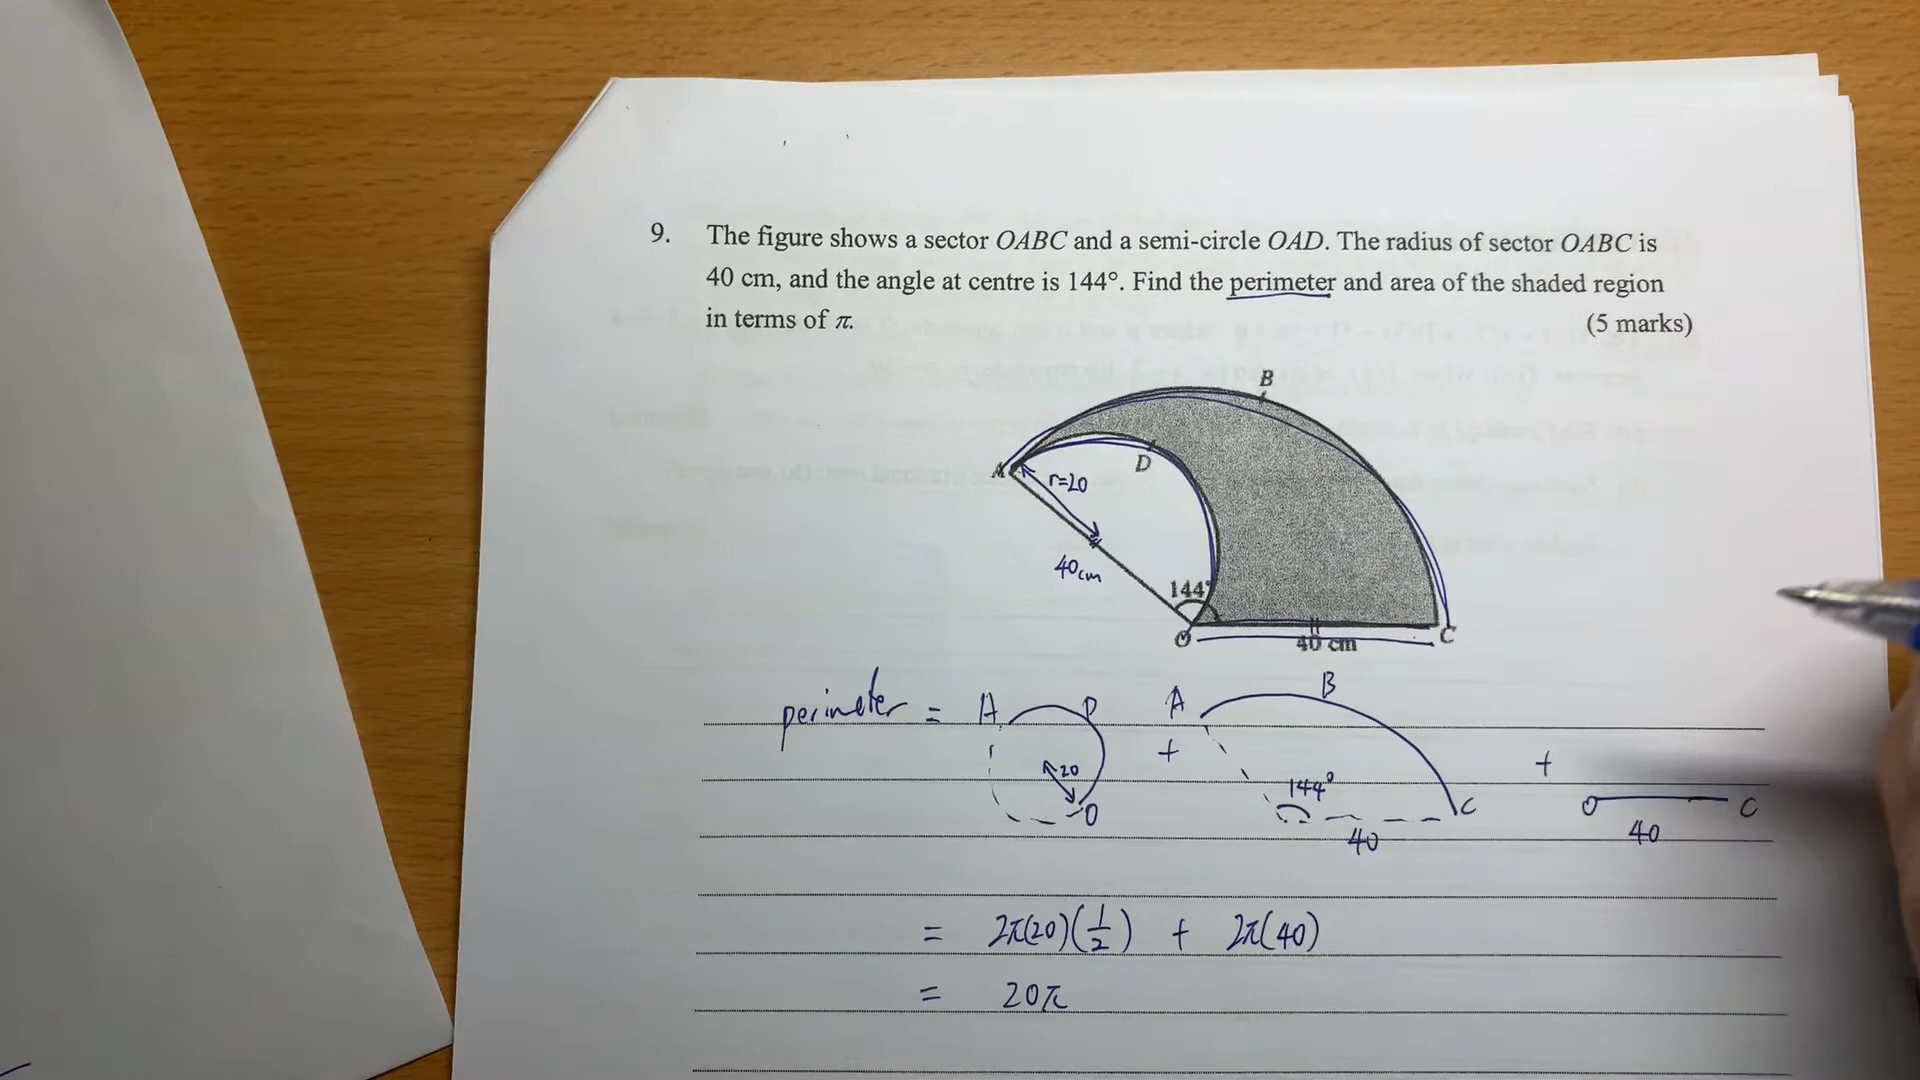 9. The figure shows a sector OABC and a semi-circle OAD. The radius of sector OABC is
40 cm, and the angle at centre is 144°. Find the perimeter and area of the shaded region
in terms of π. (5 marks)
B
A
D
r=20
40cm
144°
O
40 cm
C
perimeter = A D O 20 + A B C 144° 40 + O C 40
= 2π(20)(1/2) + 2π(40)
= 20π